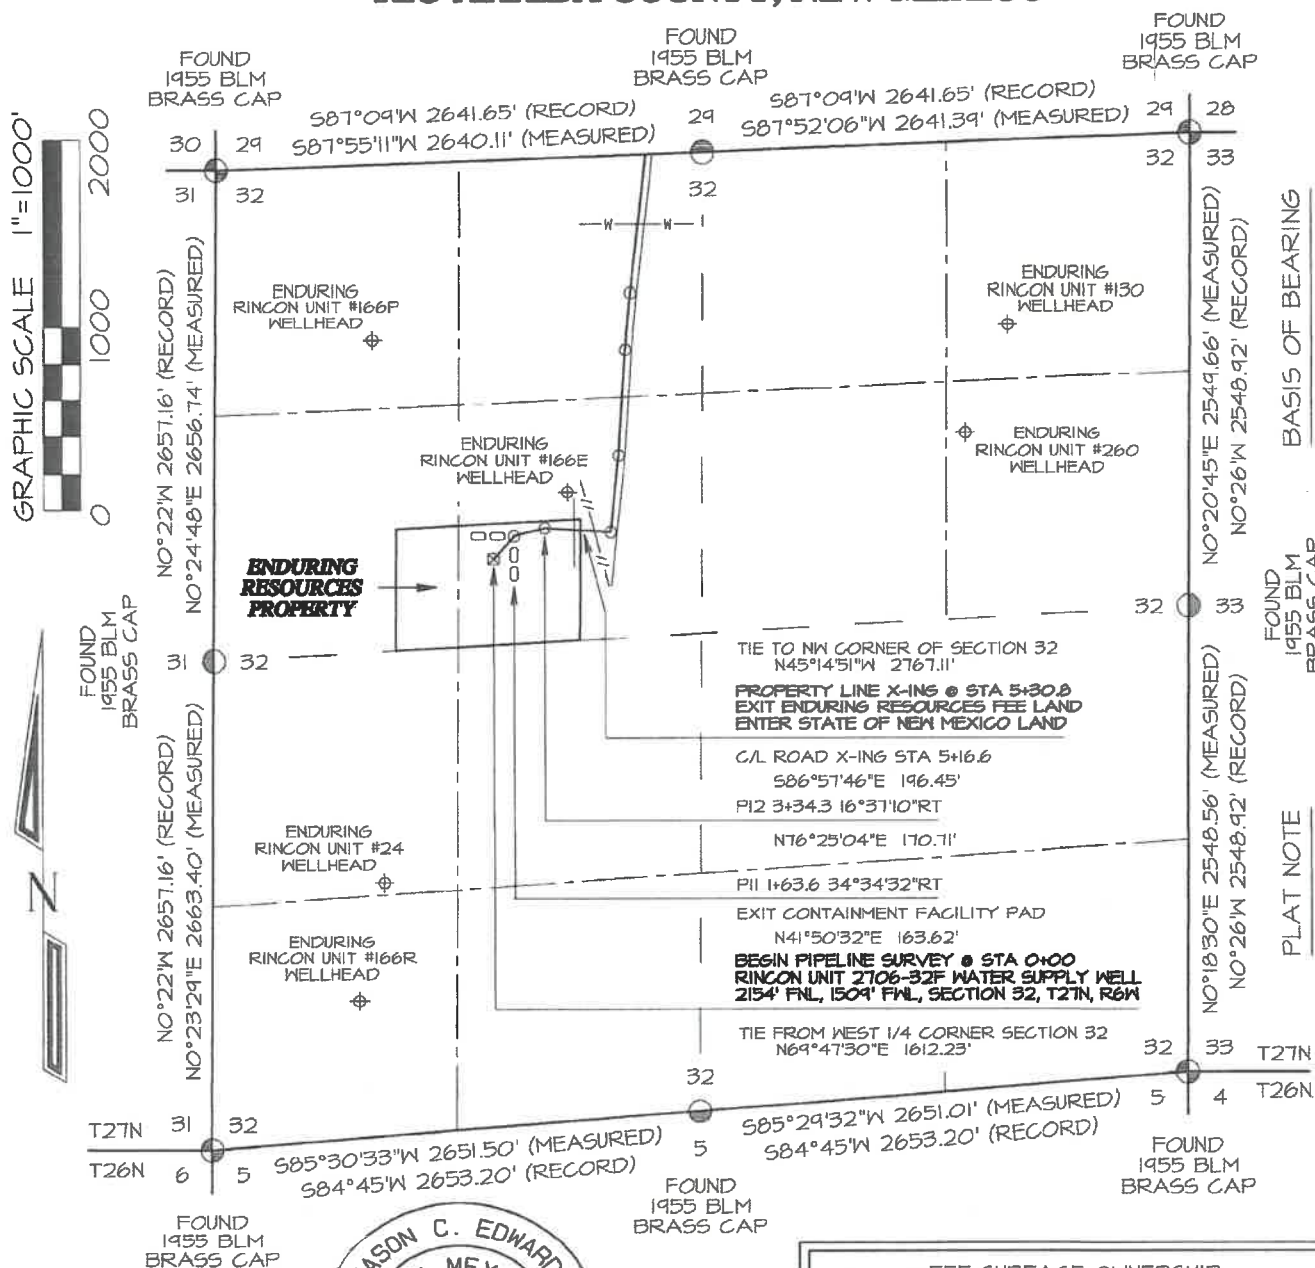 FOUND
1955 BLM
BRASS CAP
FOUND
1955 BLM
BRASS CAP
FOUND
1955 BLM
BRASS CAP
S87°09'W 2641.65' (RECORD)
S87°55'11"W 2640.11' (MEASURED)
S87°09'W 2641.65' (RECORD)
S87°52'06"W 2641.39' (MEASURED)
30 29
31 32
29
32
29 28
32 33
GRAPHIC SCALE 1"=1000'
0 1000 2000
N0°22'W 2657.16' (RECORD)
N0°24'48"E 2656.74' (MEASURED)
W W
ENDURING
RINCON UNIT #166P
WELLHEAD
ENDURING
RINCON UNIT #130
WELLHEAD
N0°20'45"E 2549.66' (MEASURED)
N0°26'W 2548.92' (RECORD)
BASIS OF BEARING
ENDURING
RINCON UNIT #166E
WELLHEAD
ENDURING
RINCON UNIT #260
WELLHEAD
ENDURING
RESOURCES
PROPERTY
FOUND
1955 BLM
BRASS CAP
31 32
32 33
FOUND
1955 BLM
BRASS CAP
TIE TO NW CORNER OF SECTION 32
N45°14'51"W 2767.11'
PROPERTY LINE X-ING @ STA 5+30.8
EXIT ENDURING RESOURCES FEE LAND
ENTER STATE OF NEW MEXICO LAND
C/L ROAD X-ING STA 5+16.6
S86°57'46"E 196.45'
PI2 3+34.3 16°37'10"RT
N76°25'04"E 170.71'
PI1 1+63.6 34°34'32"RT
EXIT CONTAINMENT FACILITY PAD
N41°50'32"E 163.62'
BEGIN PIPELINE SURVEY @ STA 0+00
RINCON UNIT 2706-32F WATER SUPPLY WELL
2154' FNL, 1509' FWL, SECTION 32, T27N, R6W
TIE FROM WEST 1/4 CORNER SECTION 32
N69°47'30"E 1612.23'
N
N0°22'W 2657.16' (RECORD)
N0°23'29"E 2663.40' (MEASURED)
ENDURING
RINCON UNIT #24
WELLHEAD
ENDURING
RINCON UNIT #166R
WELLHEAD
N0°18'30"E 2548.56' (MEASURED)
N0°26'W 2548.92' (RECORD)
PLAT NOTE
32 33 T27N
5 4 T26N
32
5
T27N 31 32
T26N 6 5
S85°30'33"W 2651.50' (MEASURED)
S84°45'W 2653.20' (RECORD)
S85°29'32"W 2651.01' (MEASURED)
S84°45'W 2653.20' (RECORD)
FOUND
1955 BLM
BRASS CAP
FOUND
1955 BLM
BRASS CAP
FOUND
1955 BLM
BRASS CAP
JASON C. EDWARD